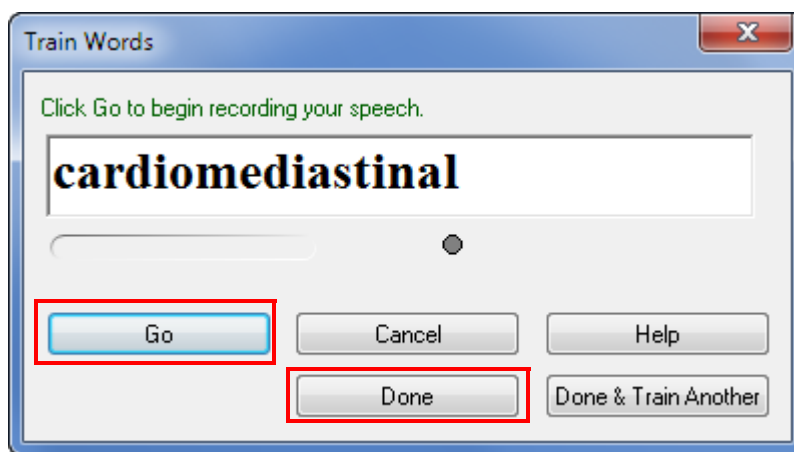 Train Words
Click Go to begin recording your speech.
cardiomediastinal
Go Cancel Help
Done Done & Train Another